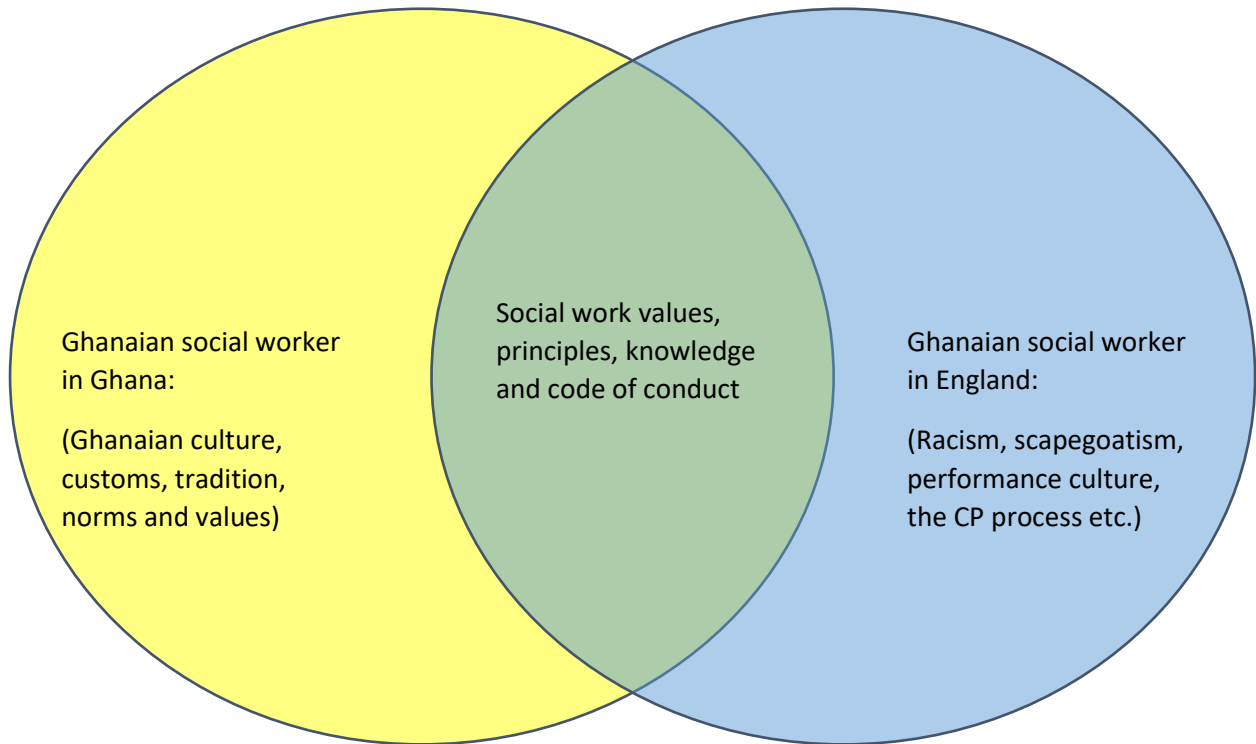 Ghanaian social worker
in Ghana:
(Ghanaian culture,
customs, tradition,
norms and values)
Social work values,
principles, knowledge
and code of conduct
Ghanaian social worker
in England:
(Racism, scapegoatism,
performance culture,
the CP process etc.)